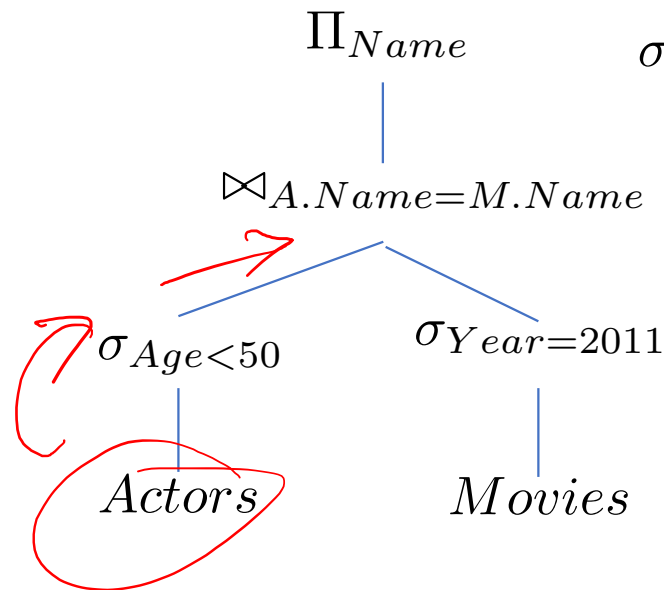 Π_{Name}
σ
⋈_{A.Name=M.Name}
σ_{Age<50} σ_{Year=2011}
Actors Movies